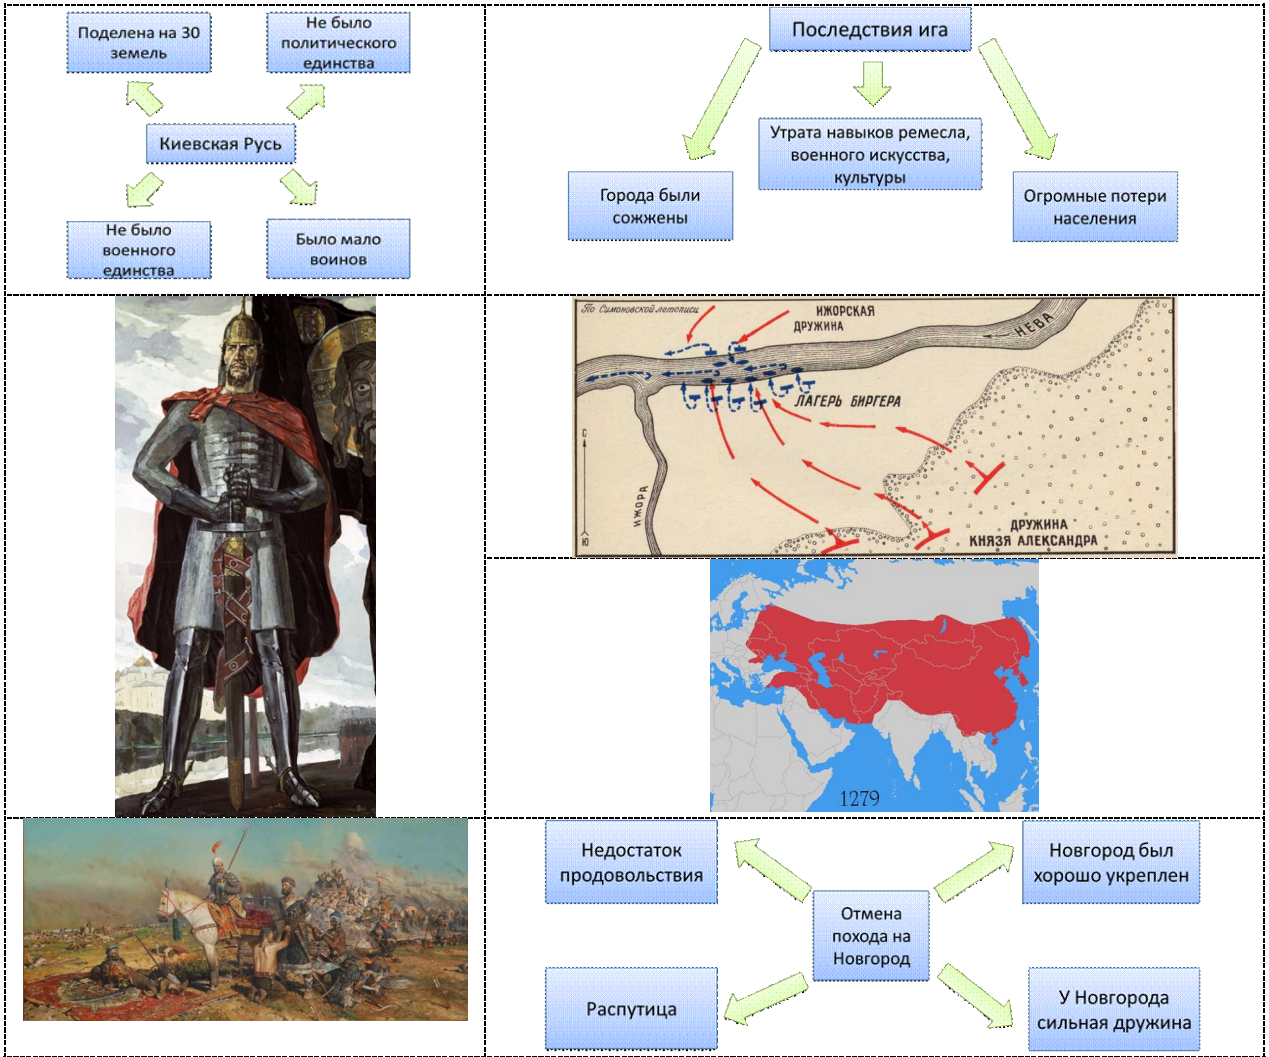 Поделена на 30
земель
Не было
политического
единства
Киевская Русь
Не было
военного
единства
Было мало
воинов
Последствия ига
Города были
сожжены
Утрата навыков ремесла,
военного искусства,
культуры
Огромные потери
населения
По Симоновской летописи
ИЖОРСКАЯ
ДРУЖИНА
НЕВА
ЛАГЕРЬ БИРГЕРА
С
Ю
ИЖОРА
ДРУЖИНА
КНЯЗЯ АЛЕКСАНДРА
1279
Недостаток
продовольствия
Новгород был
хорошо укреплен
Отмена
похода на
Новгород
Распутица
У Новгорода
сильная дружина